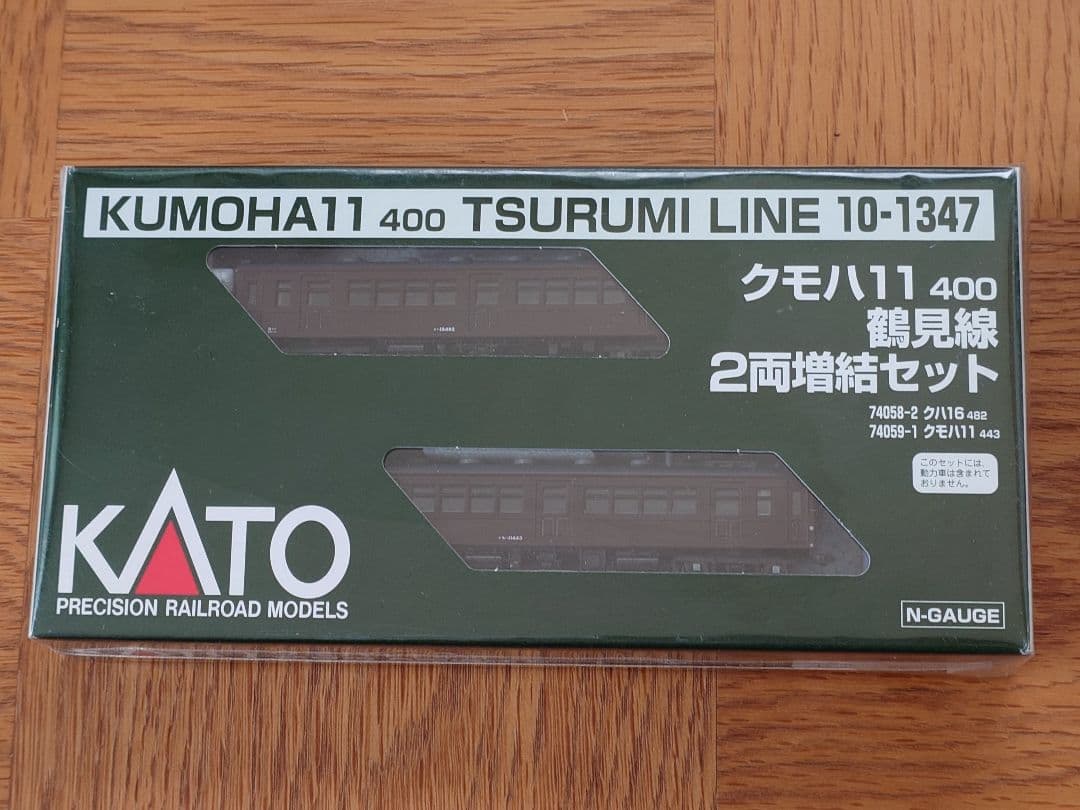 KUMOHA11 400 TSURUMI LINE 10-1347
クモハ11 400
鶴見線
2両増結セット
74058-2 クハ16 482
74059-1 クモハ11 443
このセットには、
動力車は含まれて
おりません。
KATO
PRECISION RAILROAD MODELS
N-GAUGE